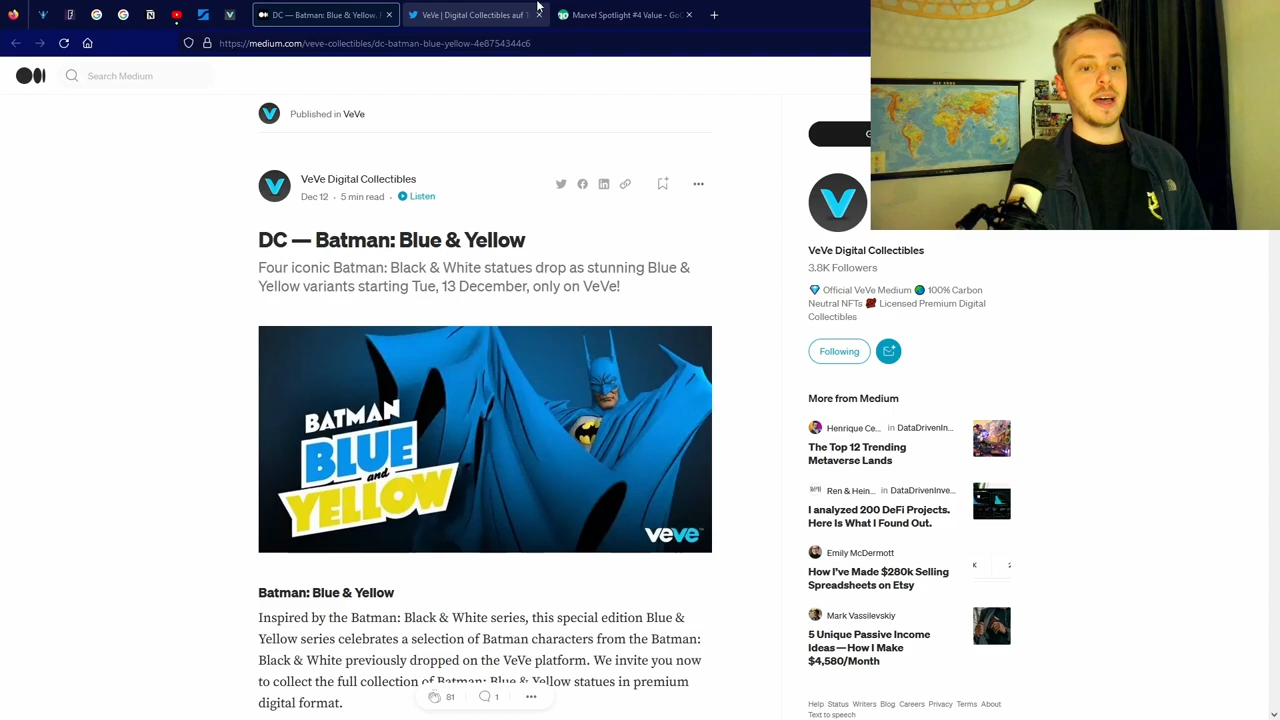 DC — Batman: Blue & Yellow.
VeVe | Digital Collectibles auf T
Marvel Spotlight #4 Value - GoC
https://medium.com/veve-collectibles/dc-batman-blue-yellow-4e8754344c6
Search Medium
Published in VeVe
VeVe Digital Collectibles
Dec 12 · 5 min read · Listen
DC — Batman: Blue & Yellow
Four iconic Batman: Black & White statues drop as stunning Blue &
Yellow variants starting Tue, 13 December, only on VeVe!
BATMAN
BLUE
and
YELLOW
veve
Batman: Blue & Yellow
Inspired by the Batman: Black & White series, this special edition Blue &
Yellow series celebrates a selection of Batman characters from the Batman:
Black & White previously dropped on the VeVe platform. We invite you now
to collect the full collection of Batman: Blue & Yellow statues in premium
digital format.
81
1
G
VeVe Digital Collectibles
3.8K Followers
Official VeVe Medium 100% Carbon
Neutral NFTs Licensed Premium Digital
Collectibles
Following
More from Medium
Henrique Ce... in DataDrivenIn...
The Top 12 Trending
Metaverse Lands
Ren & Hein... in DataDrivenInve...
I analyzed 200 DeFi Projects.
Here Is What I Found Out.
Emily McDermott
How I've Made $280k Selling
Spreadsheets on Etsy
Mark Vassilevskiy
5 Unique Passive Income
Ideas — How I Make
$4,580/Month
Help Status Writers Blog Careers Privacy Terms About
Text to speech